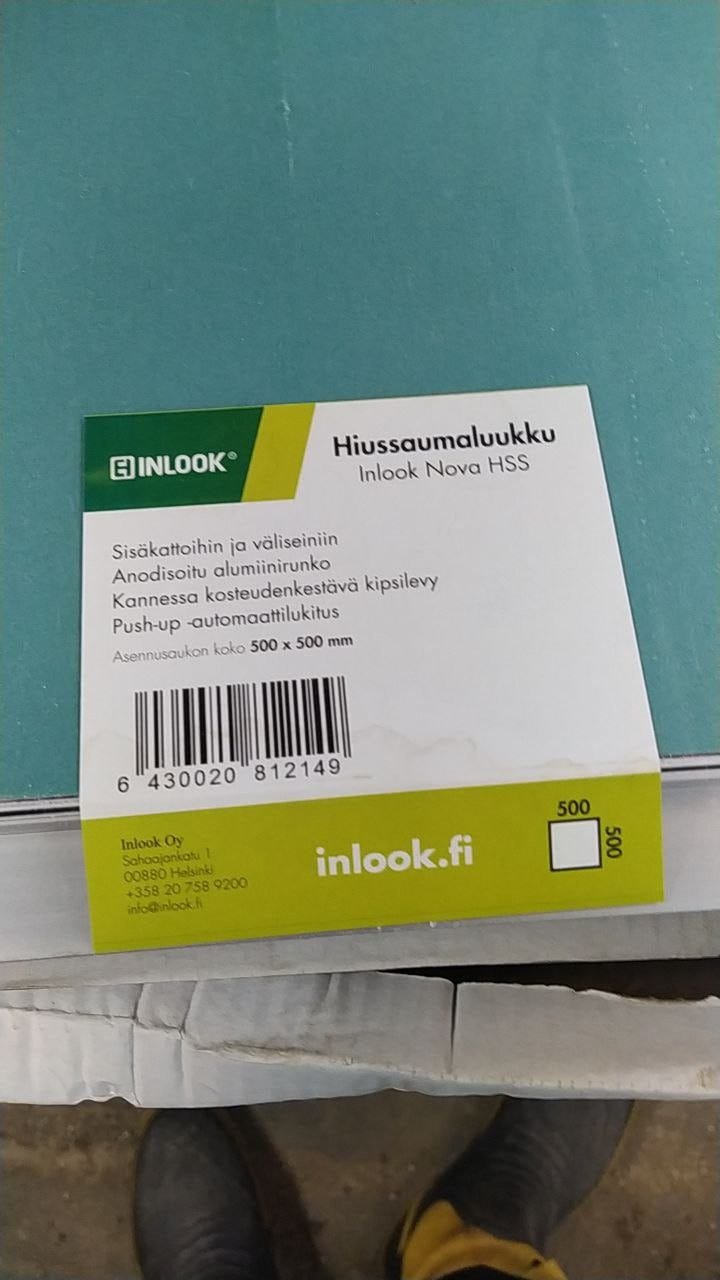 INLOOK®
Hiussaumaluukku
Inlook Nova HSS
Sisäkattoihin ja väliseiniin
Anodisoitu alumiinirunko
Kannessa kosteudenkestävä kipsilevy
Push-up -automaattilukitus
Asennusaukon koko 500 x 500 mm
6 430020 812149
Inlook Oy
Sahaajankatu 1
00880 Helsinki
+358 20 758 9200
info@inlook.fi
inlook.fi
500
500